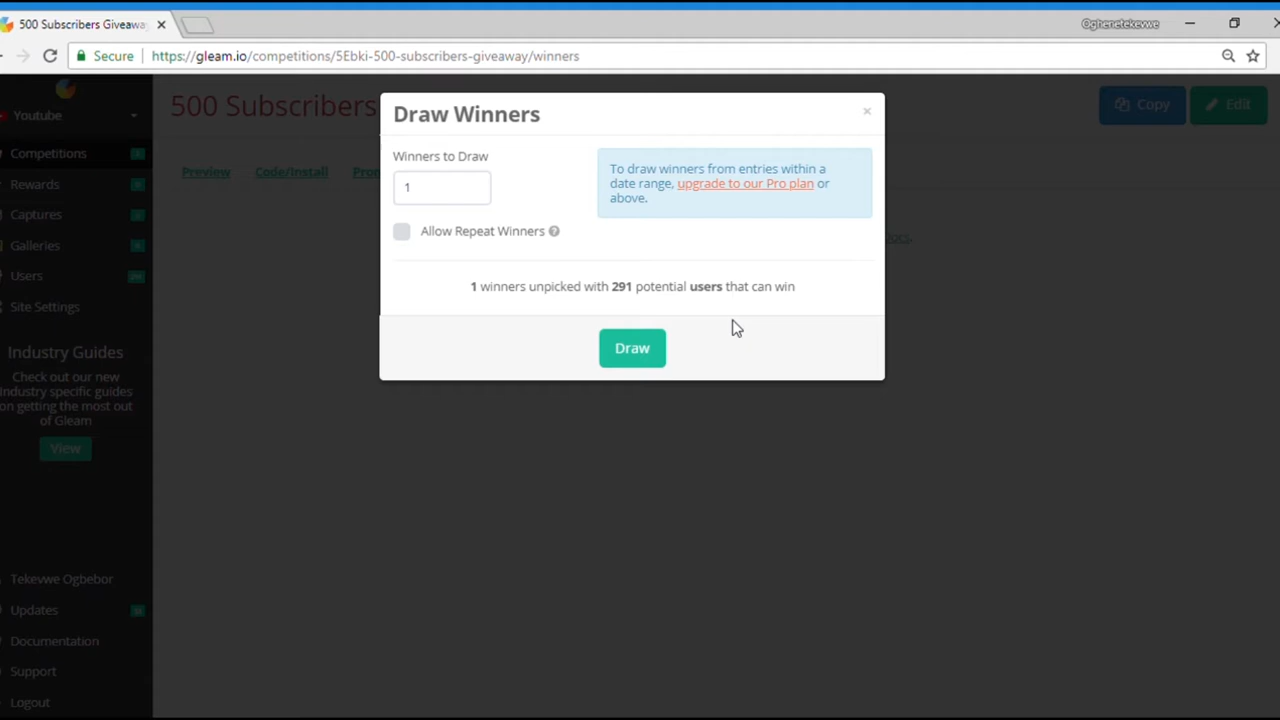 500 Subscribers Giveaway
Oghenetekevwe
Secure
https://gleam.io/competitions/5Ebki-500-subscribers-giveaway/winners
Youtube
Competitions
Rewards
Captures
Galleries
Users
Site Settings
Industry Guides
Check out our new
industry specific guides
on getting the most out
of Gleam
View
Tekevwe Ogbebor
Updates
Documentation
Support
Logout
500 Subscribers
Copy
Edit
Preview
Code/Install
Draw Winners
×
Winners to Draw
1
To draw winners from entries within a
date range, upgrade to our Pro plan or
above.
Allow Repeat Winners ?
1 winners unpicked with 291 potential users that can win
Draw